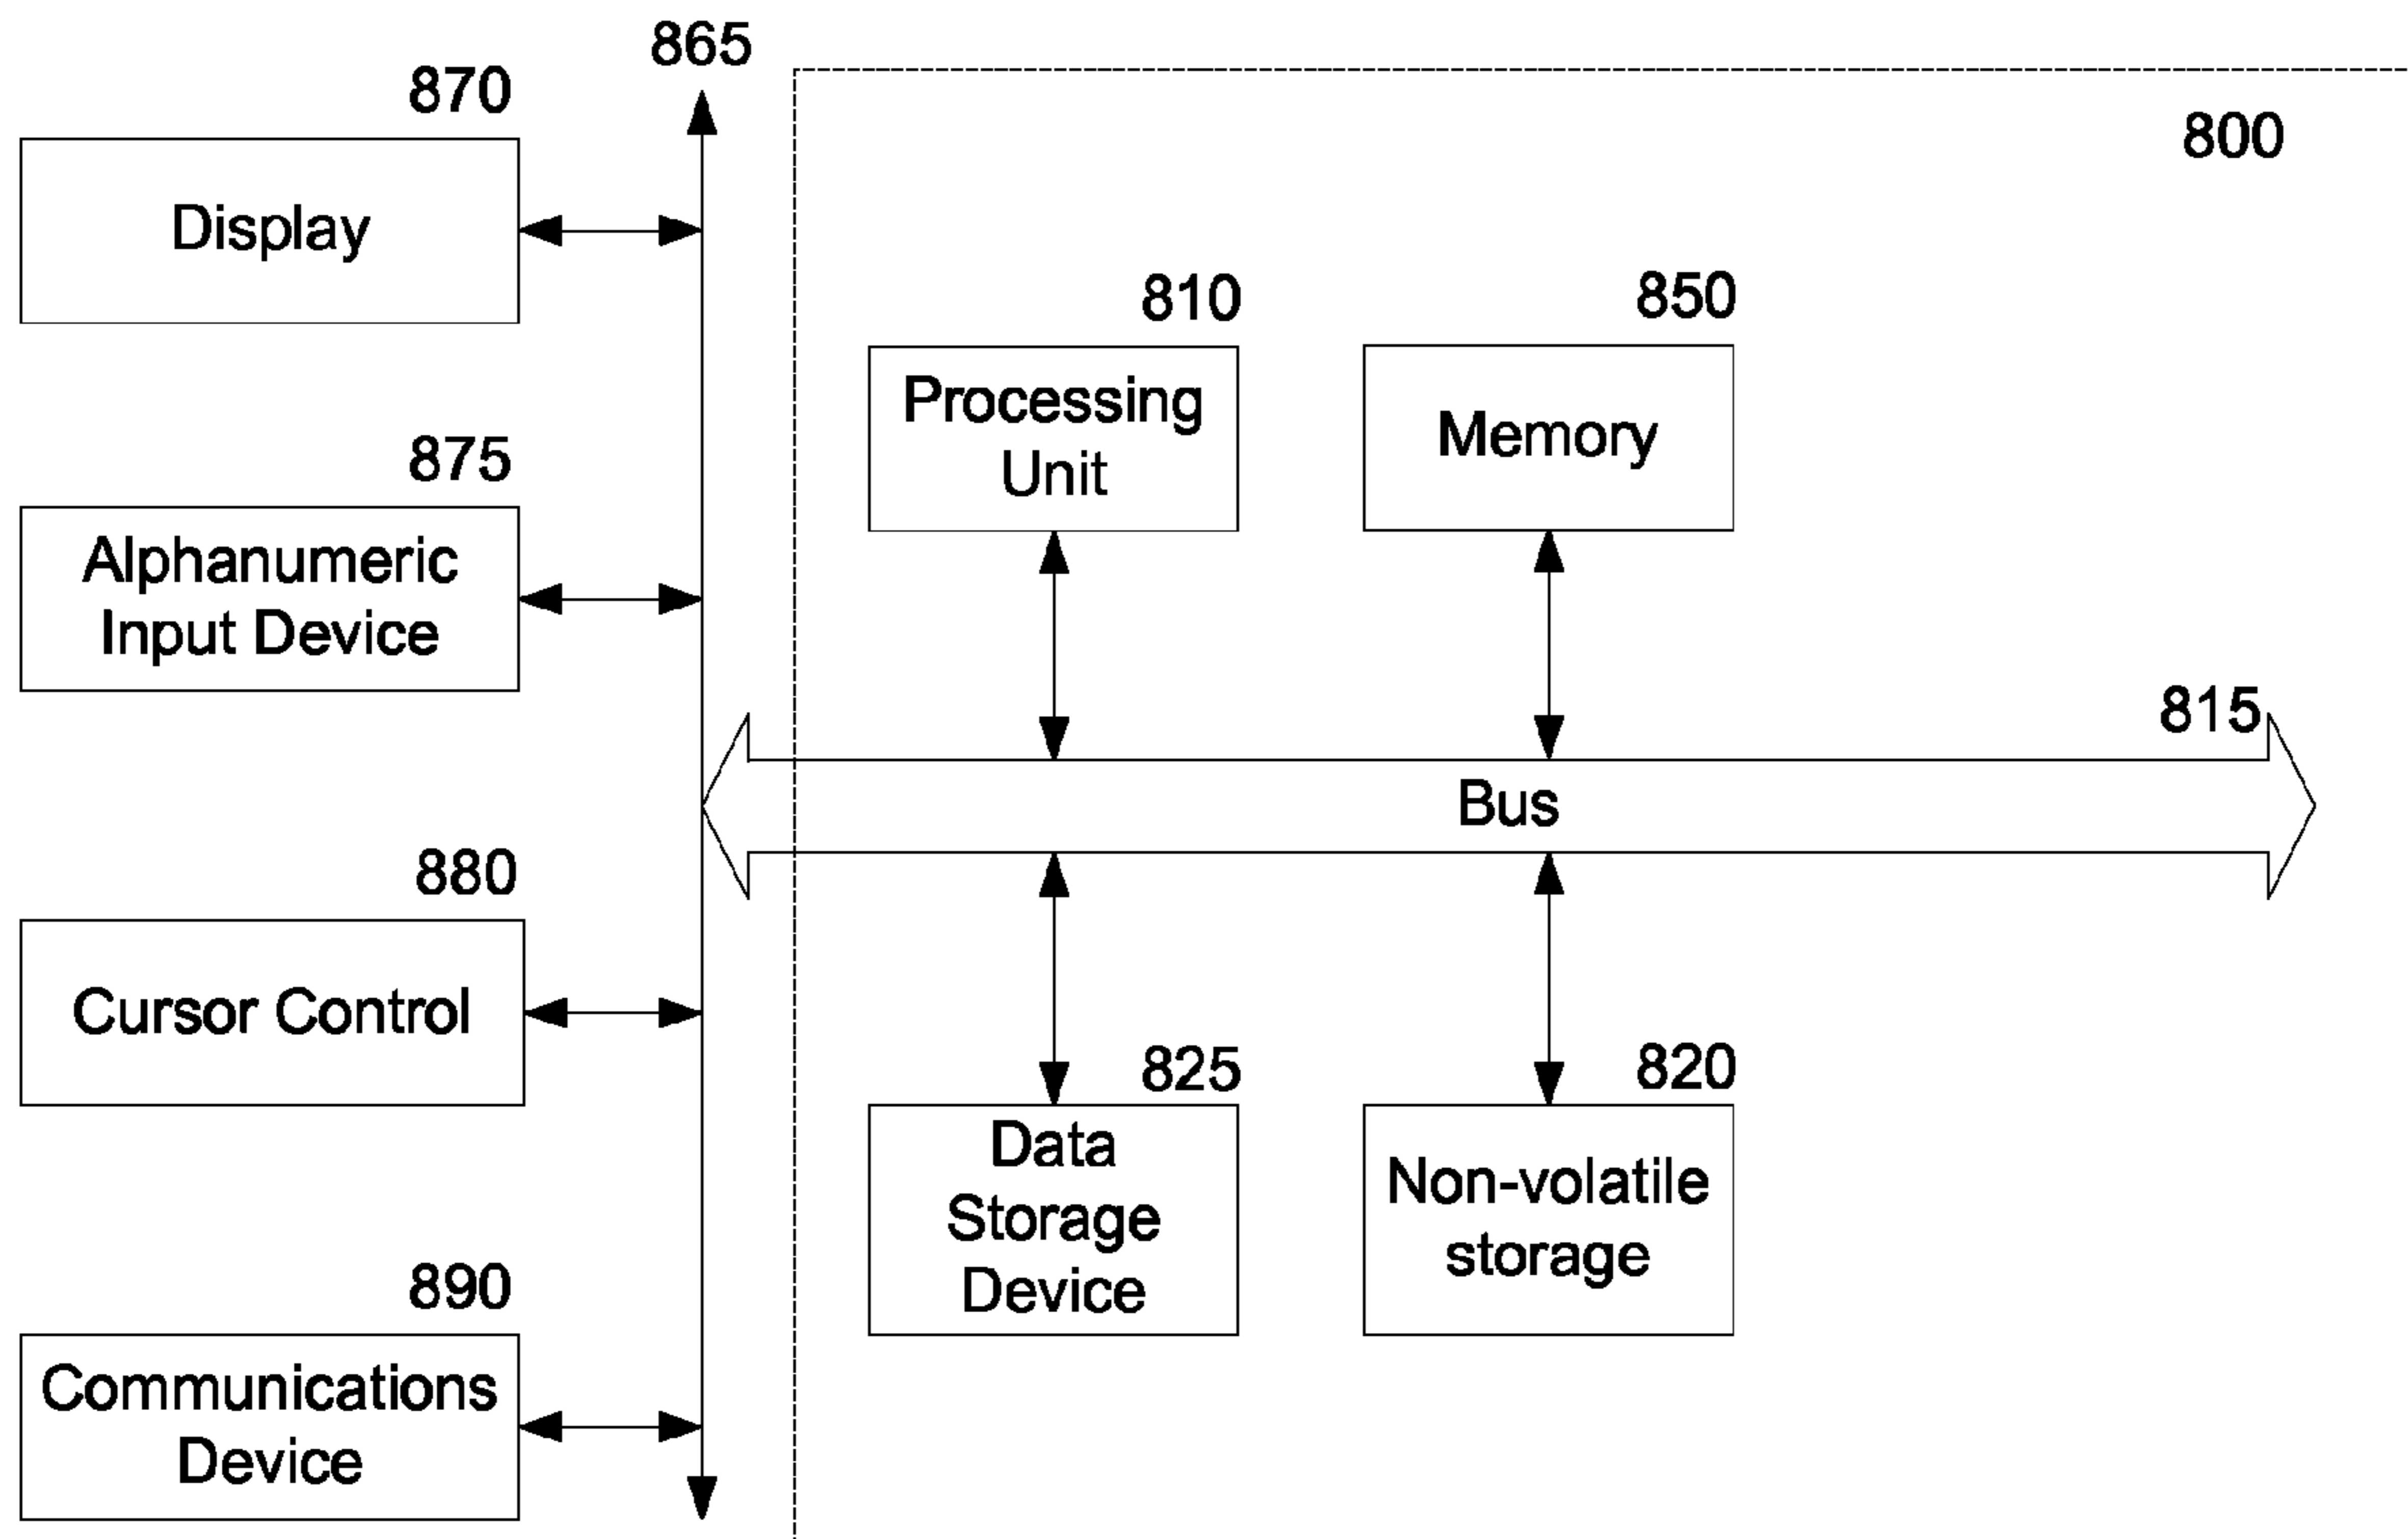 865
870
800
Display
810
850
Processing
Unit
Memory
875
Alphanumeric
Input Device
815
Bus
880
Cursor Control
825
820
Data
Storage
Device
Non-volatile
storage
890
Communications
Device